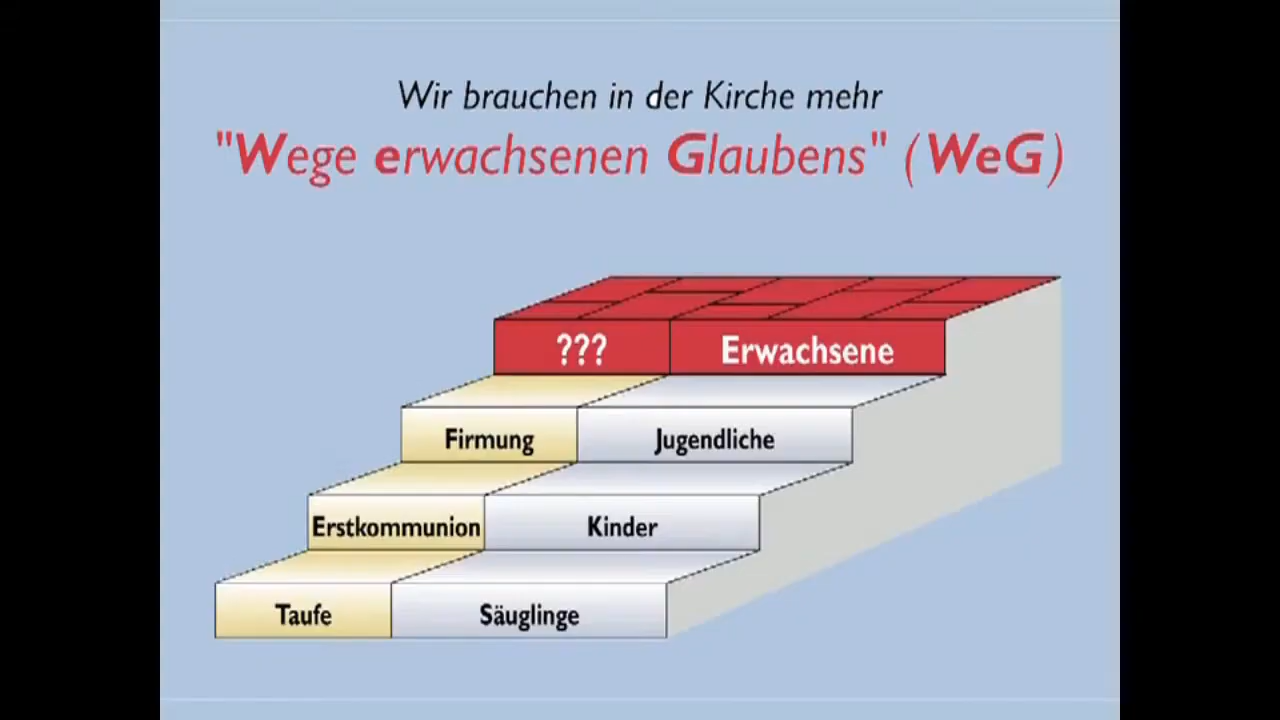 Wir brauchen in der Kirche mehr
"Wege erwachsenen Glaubens" (WeG)
??? Erwachsene
Firmung Jugendliche
Erstkommunion Kinder
Taufe Säuglinge